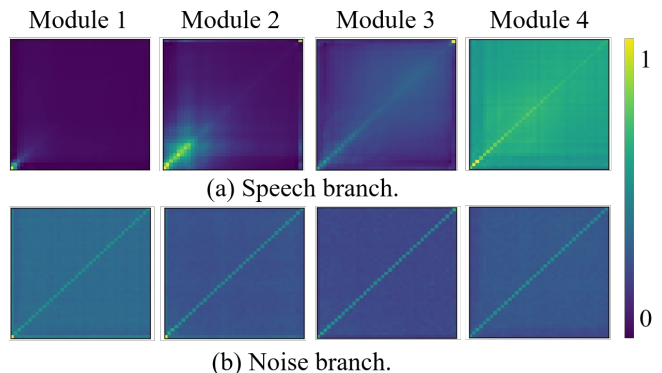 Module 1 Module 2 Module 3 Module 4
1
(a) Speech branch.
0
(b) Noise branch.